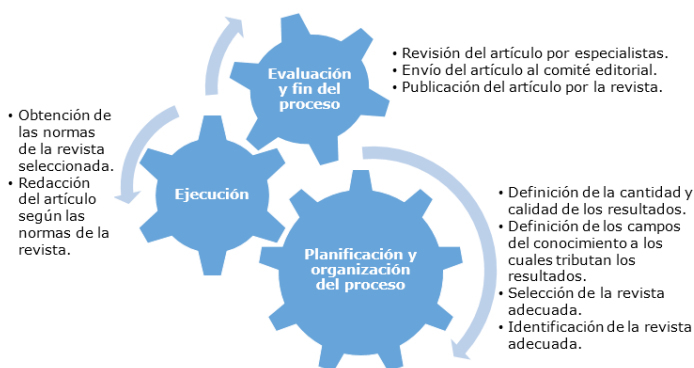 Evaluación
y fin del
proceso
• Revisión del artículo por especialistas.
• Envío del artículo al comité editorial.
• Publicación del artículo por la revista.
• Obtención de
las normas
de la revista
seleccionada.
• Redacción
del artículo
según las
normas de la
revista.
Ejecución
Planificación y
organización
del proceso
• Definición de la cantidad y
calidad de los resultados.
• Definición de los campos
del conocimiento a los
cuales tributan los
resultados.
• Selección de la revista
adecuada.
• Identificación de la revista
adecuada.